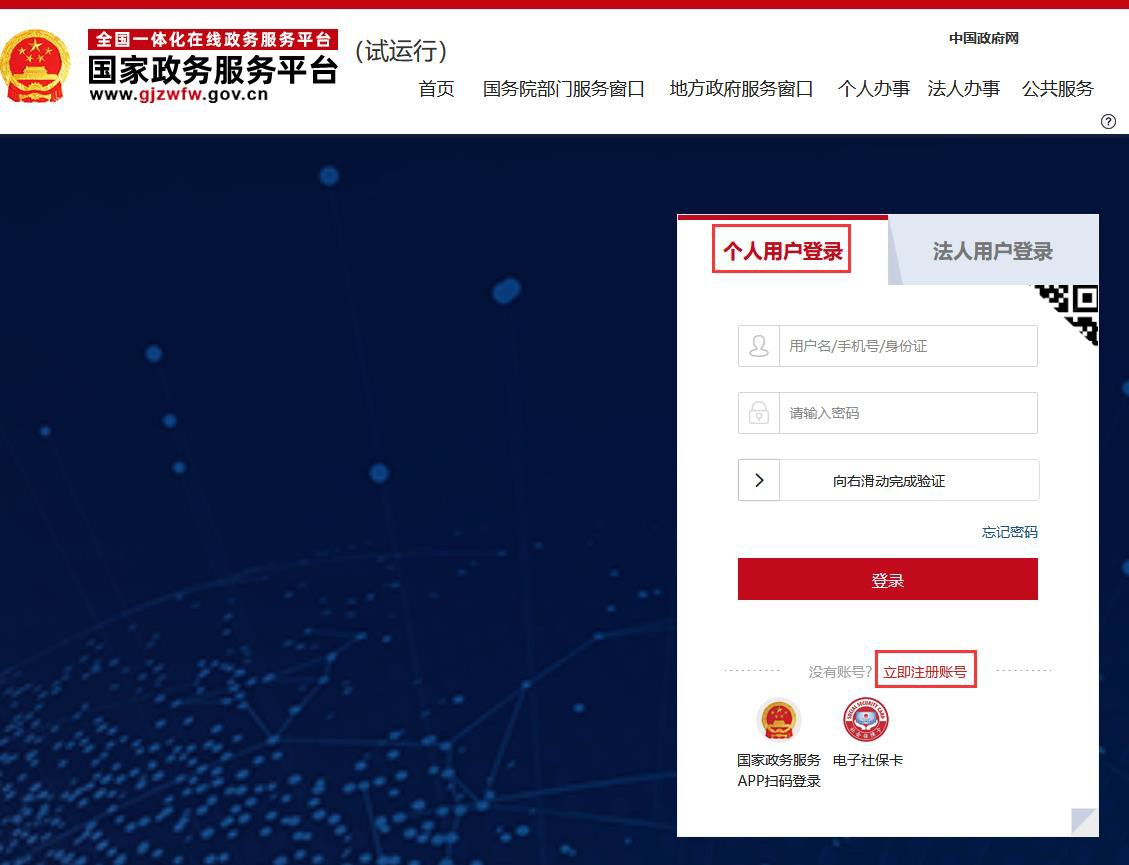 全国一体化在线政务服务平台
国家政务服务平台
www.gjzwfw.gov.cn
(试运行)
中国政府网
首页 国务院部门服务窗口 地方政府服务窗口 个人办事 法人办事 公共服务
?
个人用户登录 法人用户登录
用户名/手机号/身份证
请输入密码
向右滑动完成验证
忘记密码
登录
没有账号? 立即注册账号
SOCIAL SECURITY CARD
国家政务服务 电子社保卡
APP扫码登录